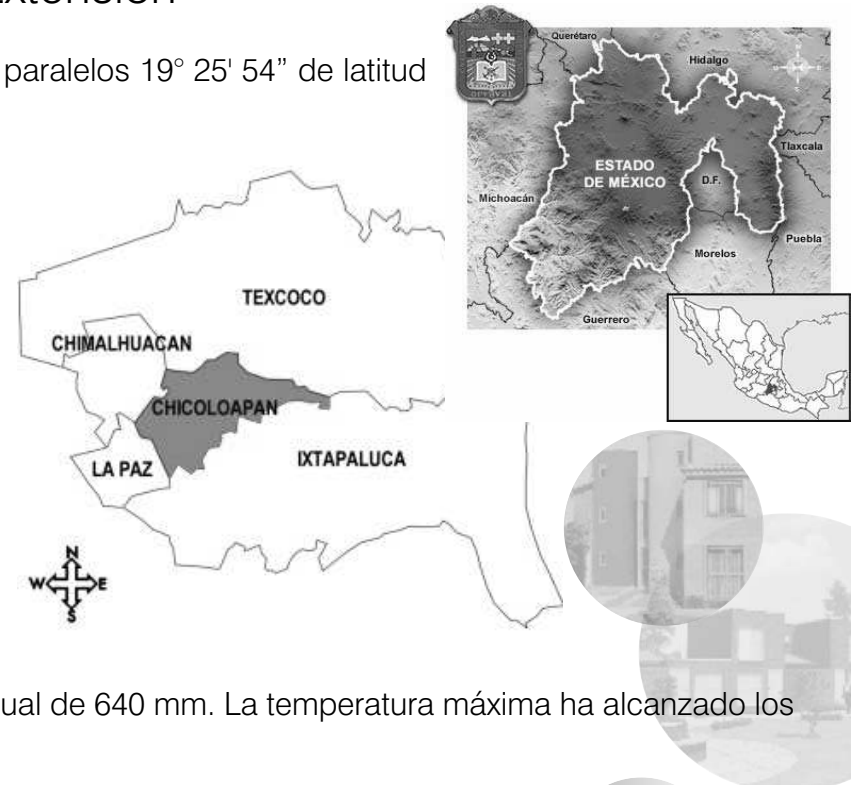 xtensión
paralelos 19° 25' 54” de latitud
Querétaro
Hidalgo
Tlaxcala
ESTADO
DE MÉXICO
D.F.
Michoacán
Puebla
Morelos
Guerrero
TEXCOCO
CHIMALHUACAN
CHICOLOAPAN
LA PAZ
IXTAPALUCA
N
W E
S
ual de 640 mm. La temperatura máxima ha alcanzado los